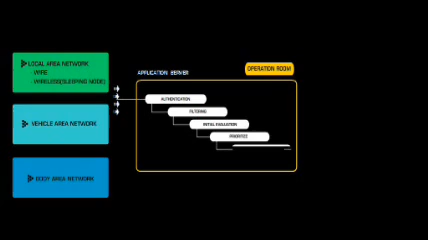 LOCAL AREA NETWORK
- WIRE
- WIRELESS(SLEEPING NODE)
VEHICLE AREA NETWORK
BODY AREA NETWORK
APPLICATION SERVER
OPERATION ROOM
AUTHENTICATION
FILTERING
INITIAL EVALUATION
PRIORITIZE